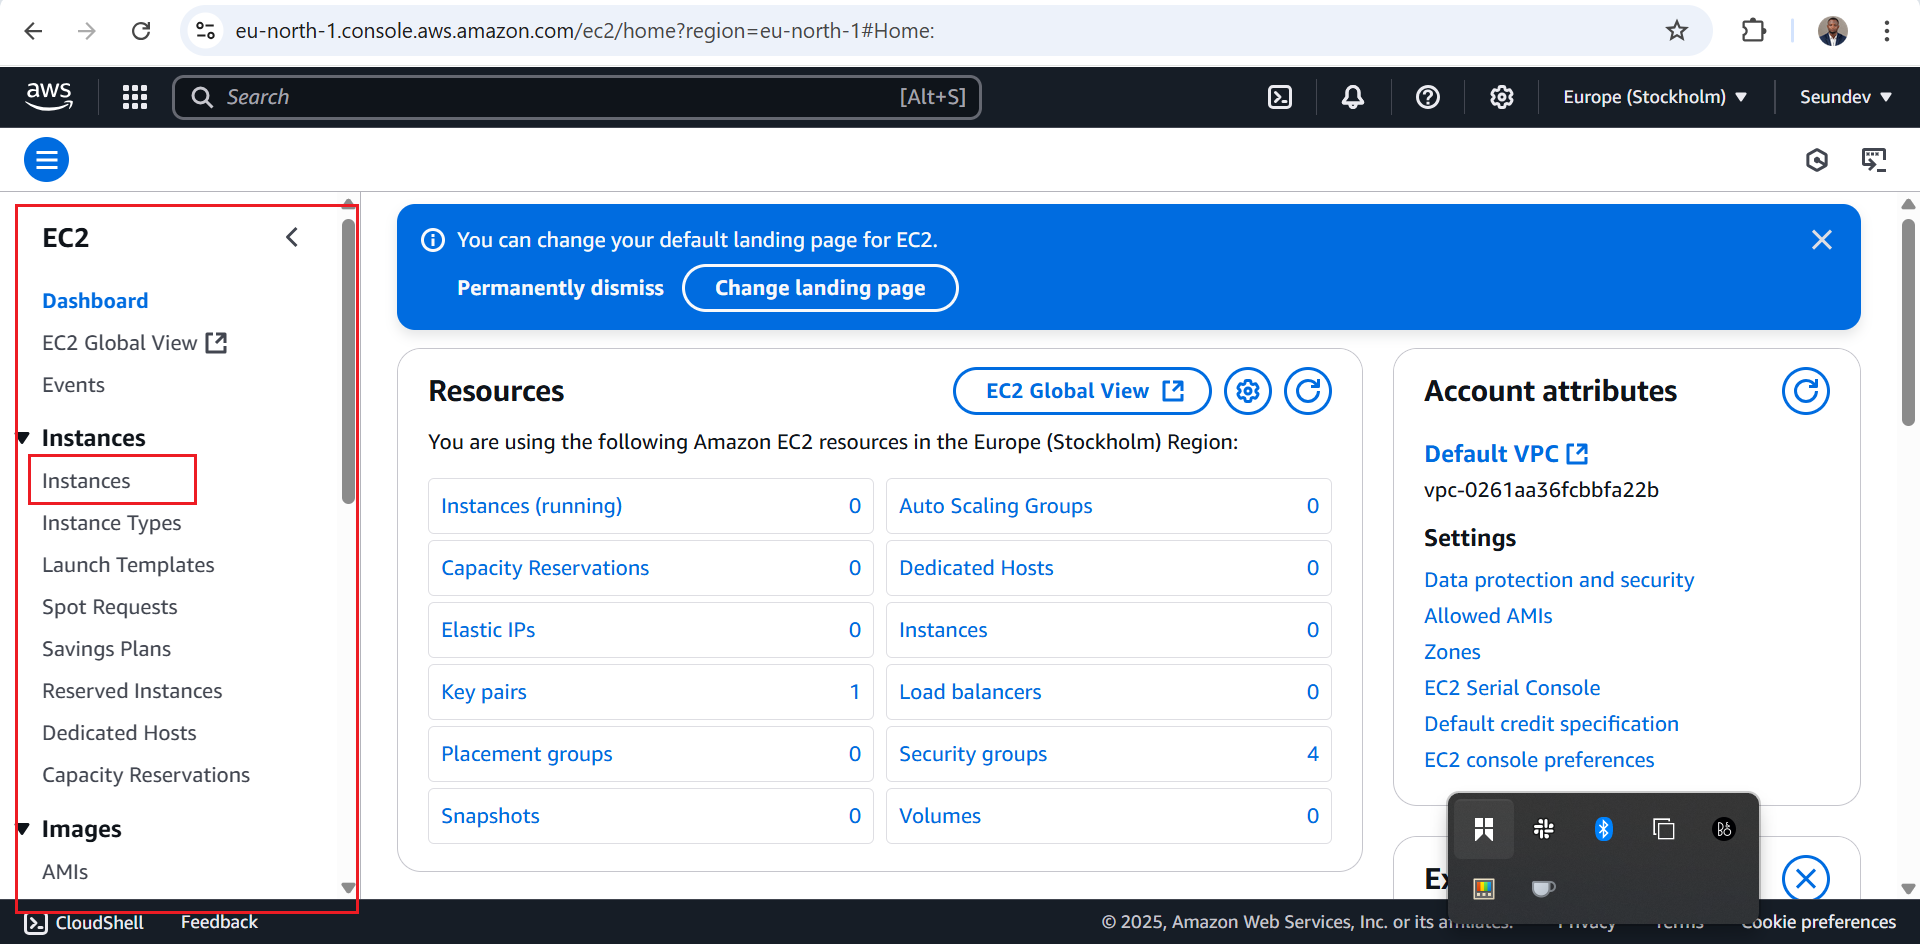 eu-north-1.console.aws.amazon.com/ec2/home?region=eu-north-1#Home:
aws
Search
[Alt+S]
Europe (Stockholm)
Seundev
EC2
Dashboard
EC2 Global View
Events
Instances
Instances
Instance Types
Launch Templates
Spot Requests
Savings Plans
Reserved Instances
Dedicated Hosts
Capacity Reservations
Images
AMIs
You can change your default landing page for EC2.
Permanently dismiss
Change landing page
Resources
EC2 Global View
You are using the following Amazon EC2 resources in the Europe (Stockholm) Region:
Instances (running) 0
Auto Scaling Groups 0
Capacity Reservations 0
Dedicated Hosts 0
Elastic IPs 0
Instances 0
Key pairs 1
Load balancers 0
Placement groups 0
Security groups 4
Snapshots 0
Volumes 0
Account attributes
Default VPC
vpc-0261aa36fcbbfa22b
Settings
Data protection and security
Allowed AMIs
Zones
EC2 Serial Console
Default credit specification
EC2 console preferences
CloudShell
Feedback
© 2025, Amazon Web Services, Inc. or its affiliates.
Privacy
Terms
Cookie preferences